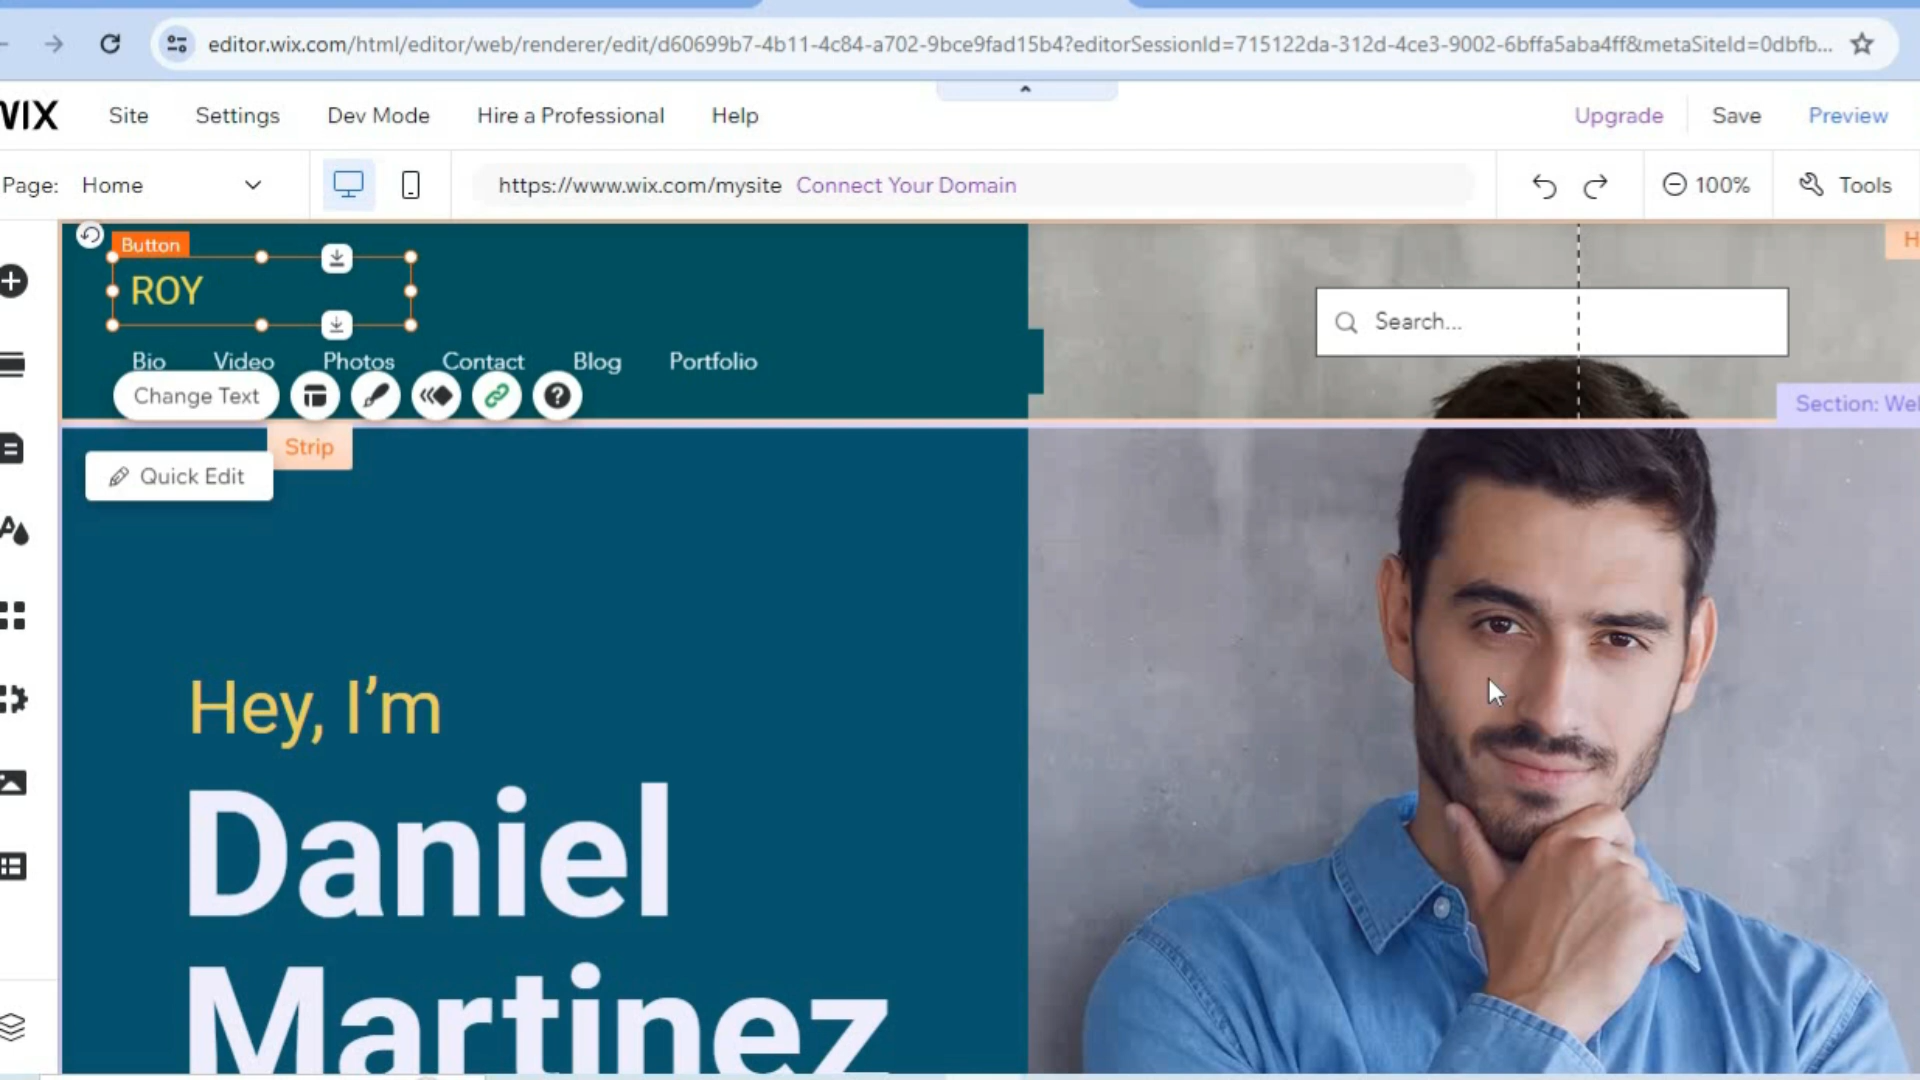 editor.wix.com/html/editor/web/renderer/edit/d60699b7-4b11-4c84-a702-9bce9fad15b4?editorSessionId=715122da-312d-4ce3-9002-6bffa5aba4ff&metaSiteId=0dbfb...
WIX Site Settings Dev Mode Hire a Professional Help Upgrade Save Preview
Page: Home https://www.wix.com/mysite Connect Your Domain 100% Tools
Button
H
ROY
Search...
Bio Video Photos Contact Blog Portfolio
Change Text
Section: Wel
Strip
Quick Edit
Hey, I’m
Daniel
Martinez